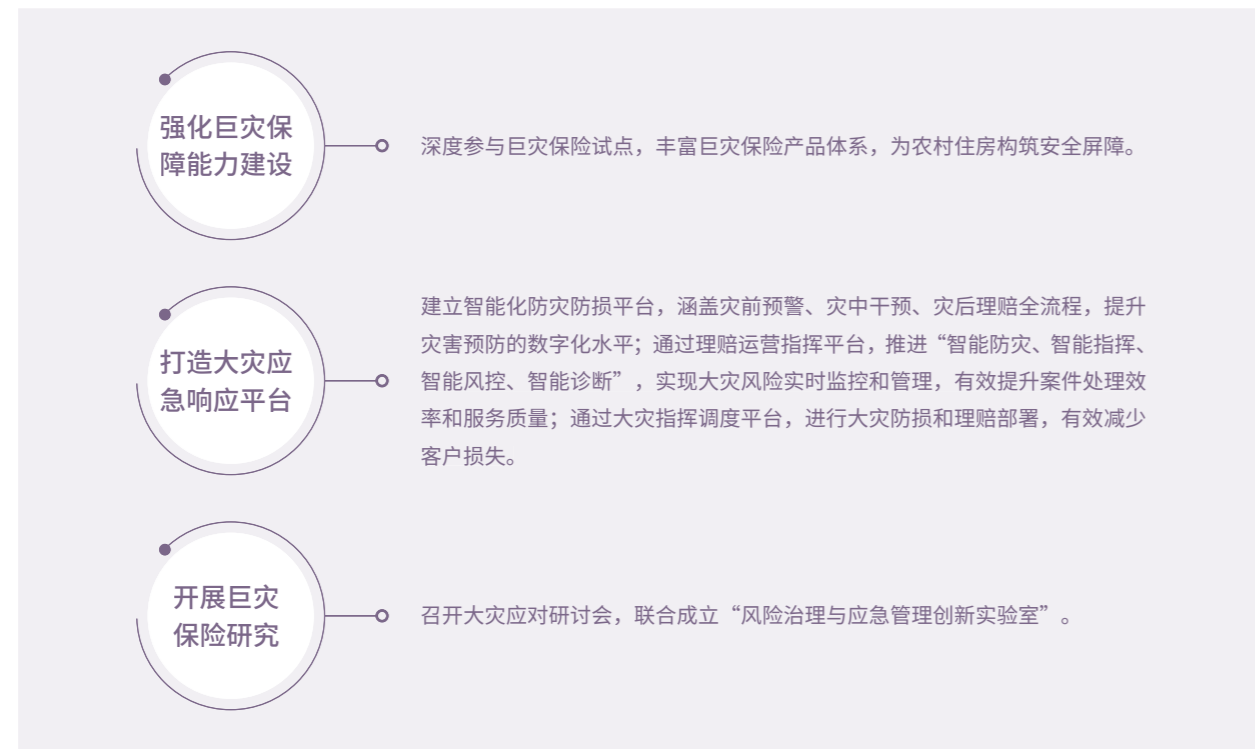 强化巨灾保
障能力建设
深度参与巨灾保险试点，丰富巨灾保险产品体系，为农村住房构筑安全屏障。
打造大灾应
急响应平台
建立智能化防灾防损平台，涵盖灾前预警、灾中干预、灾后理赔全流程，提升
灾害预防的数字化水平；通过理赔运营指挥平台，推进“智能防灾、智能指挥、
智能风控、智能诊断”，实现大灾风险实时监控和管理，有效提升案件处理效
率和服务质量；通过大灾指挥调度平台，进行大灾防损和理赔部署，有效减少
客户损失。
开展巨灾
保险研究
召开大灾应对研讨会，联合成立“风险治理与应急管理创新实验室”。